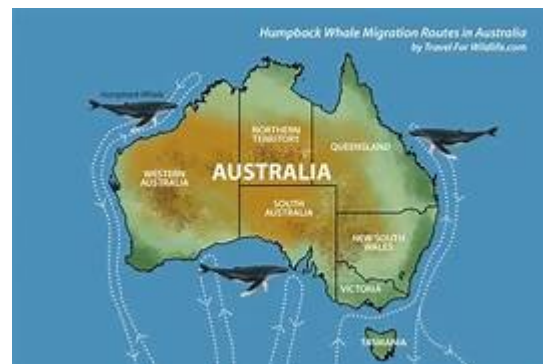 Humpback Whale Migration Routes in Australia
by Travel For Wildlife.com
Humpback Whale
NORTHERN
TERRITORY
QUEENSLAND
WESTERN
AUSTRALIA
AUSTRALIA
SOUTH
AUSTRALIA
NEW SOUTH
WALES
VICTORIA
TASMANIA